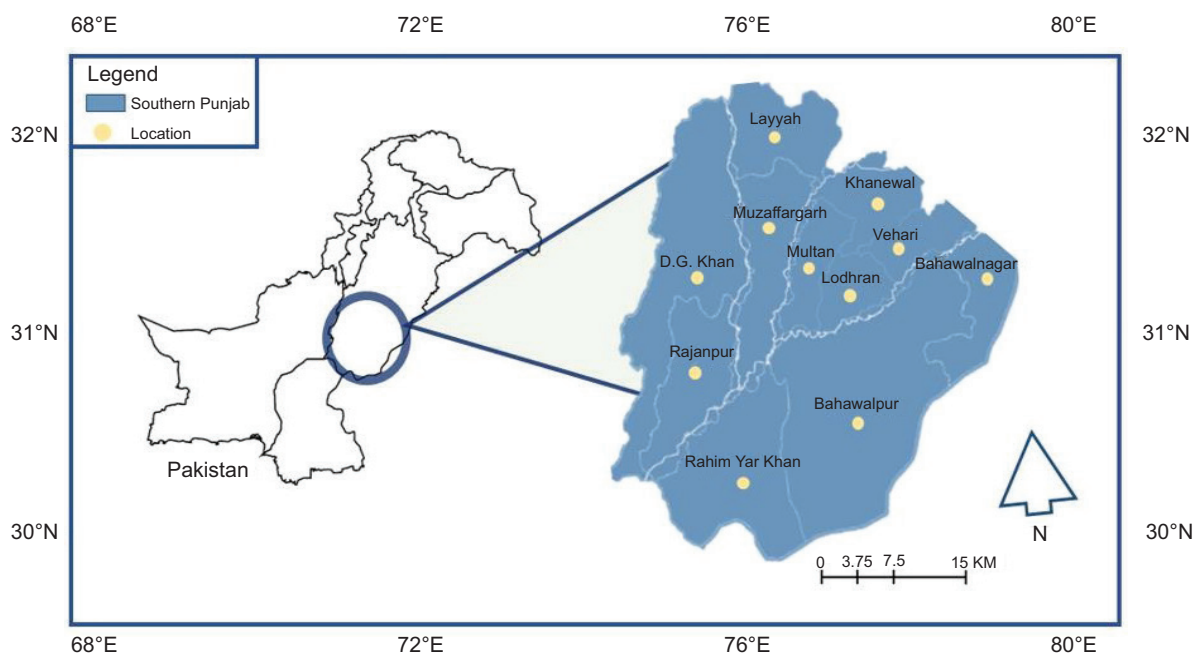 68°E 72°E 76°E 80°E
Legend
Southern Punjab
Location
32°N 32°N
Layyah
Khanewal
Muzaffargarh
Vehari
Multan
D.G. Khan
Bahawalnagar
Lodhran
31°N 31°N
Rajanpur
Bahawalpur
Rahim Yar Khan
Pakistan
30°N 30°N
N
0 3.75 7.5 15 KM
68°E 72°E 76°E 80°E